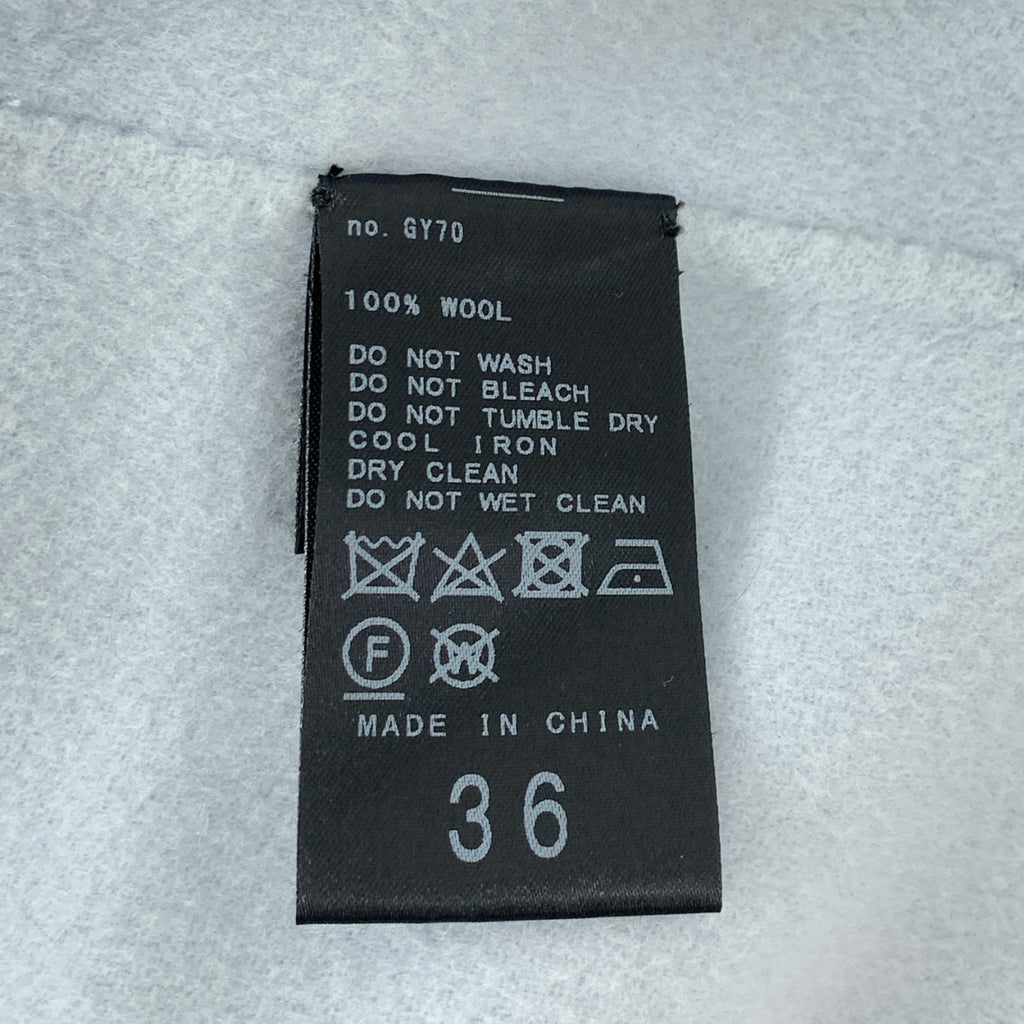 no. GY70
100% WOOL
DO NOT WASH
DO NOT BLEACH
DO NOT TUMBLE DRY
COOL IRON
DRY CLEAN
DO NOT WET CLEAN
F W
MADE IN CHINA
36